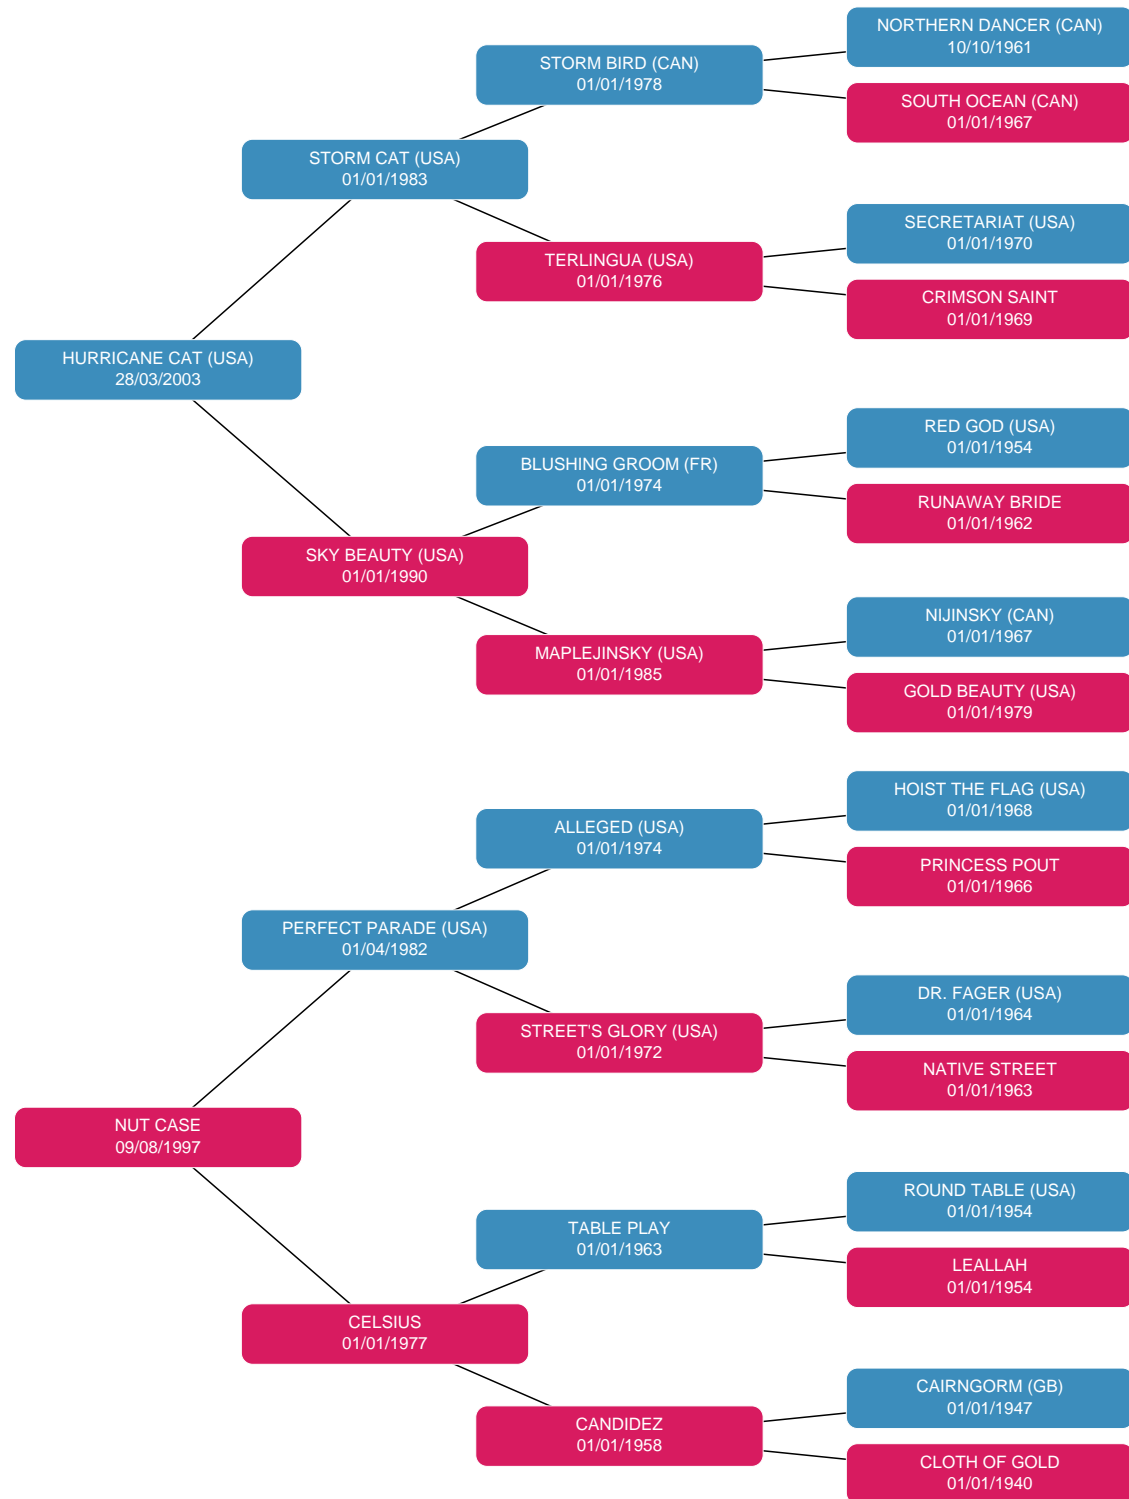 NORTHERN DANCER (CAN)
10/10/1961
STORM BIRD (CAN)
01/01/1978
SOUTH OCEAN (CAN)
01/01/1967
STORM CAT (USA)
01/01/1983
SECRETARIAT (USA)
01/01/1970
TERLINGUA (USA)
01/01/1976
CRIMSON SAINT
01/01/1969
HURRICANE CAT (USA)
28/03/2003
RED GOD (USA)
01/01/1954
BLUSHING GROOM (FR)
01/01/1974
RUNAWAY BRIDE
01/01/1962
SKY BEAUTY (USA)
01/01/1990
NIJINSKY (CAN)
01/01/1967
MAPLEJINSKY (USA)
01/01/1985
GOLD BEAUTY (USA)
01/01/1979
HOIST THE FLAG (USA)
01/01/1968
ALLEGED (USA)
01/01/1974
PRINCESS POUT
01/01/1966
PERFECT PARADE (USA)
01/04/1982
DR. FAGER (USA)
01/01/1964
STREET'S GLORY (USA)
01/01/1972
NATIVE STREET
01/01/1963
NUT CASE
09/08/1997
ROUND TABLE (USA)
01/01/1954
TABLE PLAY
01/01/1963
LEALLAH
01/01/1954
CELSIUS
01/01/1977
CAIRNGORM (GB)
01/01/1947
CANDIDEZ
01/01/1958
CLOTH OF GOLD
01/01/1940